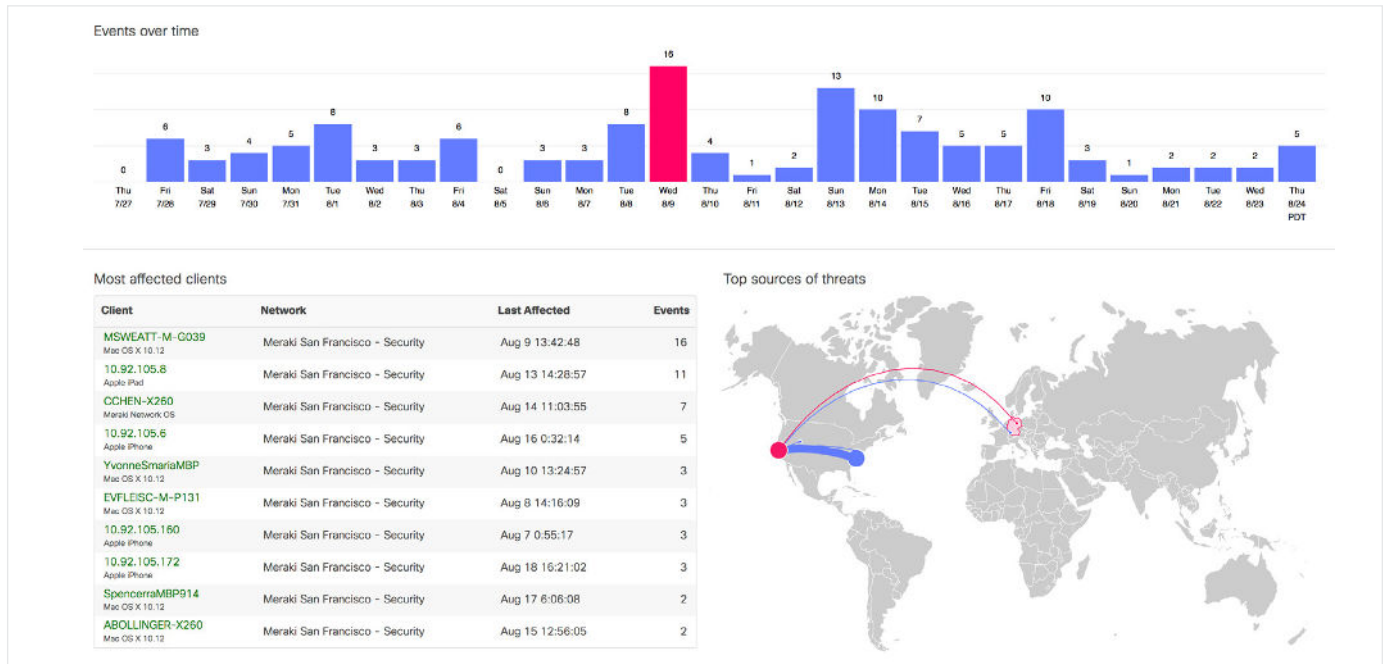 Events over time
16
13
10
10
8
8
7
6
6
5
5
5
5
4
4
3
3
3
3
3
3
2
2
2
2
1
1
0
0
Thu Fri Sat Sun Mon Tue Wed Thu Fri Sat Sun Mon Tue Wed Thu Fri Sat Sun Mon Tue Wed Thu Fri Sat Sun Mon Tue Wed Thu
7/27 7/28 7/29 7/30 7/31 8/1 8/2 8/3 8/4 8/5 8/6 8/7 8/8 8/9 8/10 8/11 8/12 8/13 8/14 8/15 8/16 8/17 8/18 8/19 8/20 8/21 8/22 8/23 8/24
PDT
Most affected clients
Client Network Last Affected Events
MSWEATT-M-G039
Mac OS X 10.12
Meraki San Francisco - Security Aug 9 13:42:48 16
10.92.105.8
Apple iPad
Meraki San Francisco - Security Aug 13 14:28:57 11
CCHEN-X260
Meraki Network OS
Meraki San Francisco - Security Aug 14 11:03:55 7
10.92.105.6
Apple iPhone
Meraki San Francisco - Security Aug 16 0:32:14 5
YvonneSmariaMBP
Mac OS X 10.12
Meraki San Francisco - Security Aug 10 13:24:57 3
EVFLEISC-M-P131
Mac OS X 10.12
Meraki San Francisco - Security Aug 8 14:16:09 3
10.92.105.160
Apple iPhone
Meraki San Francisco - Security Aug 7 0:55:17 3
10.92.105.172
Apple iPhone
Meraki San Francisco - Security Aug 18 16:21:02 3
SpencerraMBP914
Mac OS X 10.12
Meraki San Francisco - Security Aug 17 6:06:08 2
ABOLLINGER-X260
Mac OS X 10.12
Meraki San Francisco - Security Aug 15 12:56:05 2
Top sources of threats